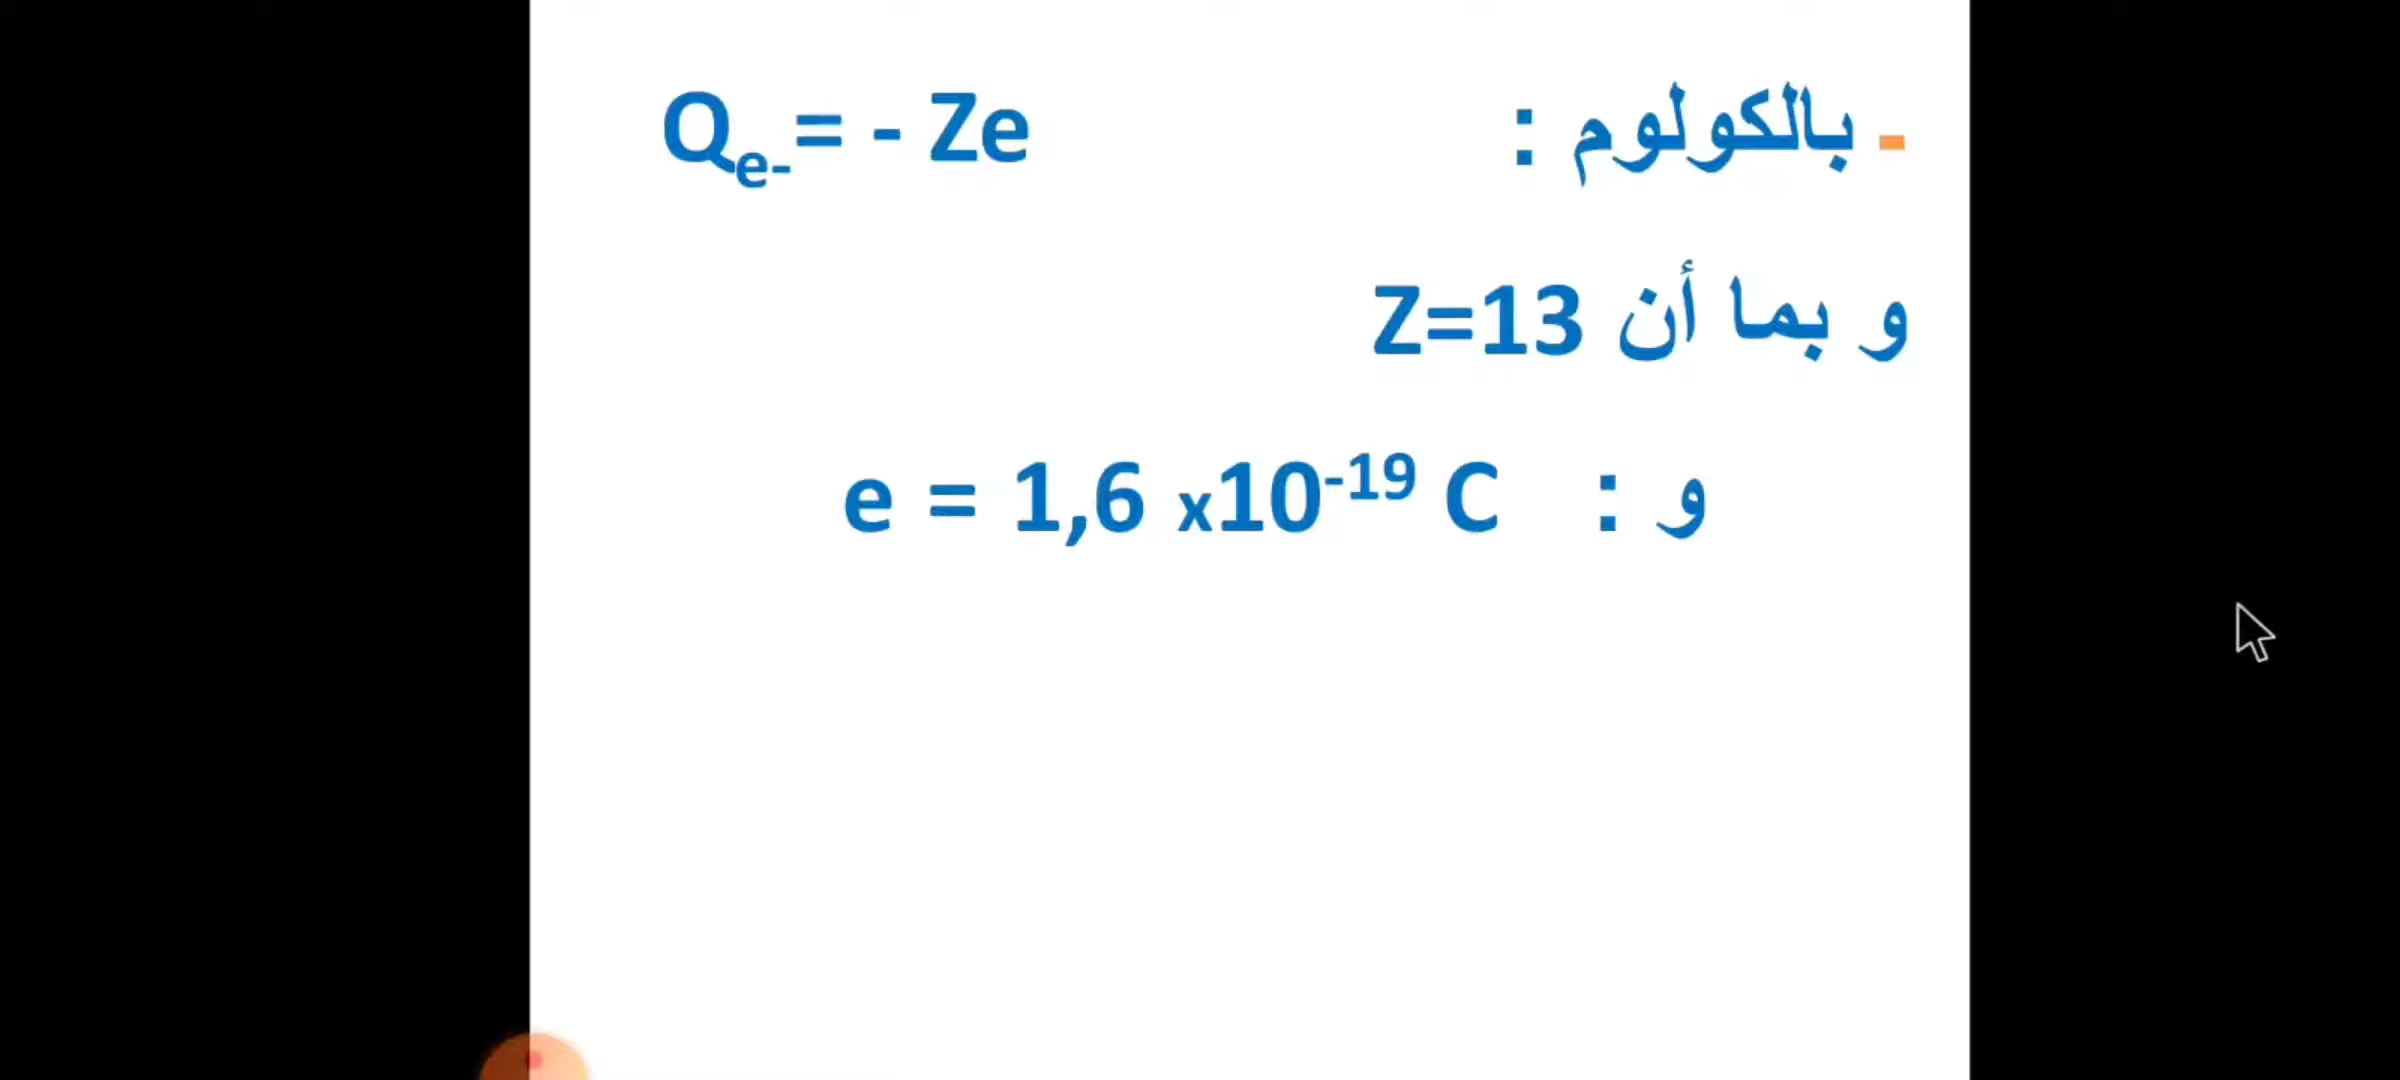 - بالكولوم : Qe-= - Ze
و بما أن Z=13
و : e = 1,6 x10-19 C